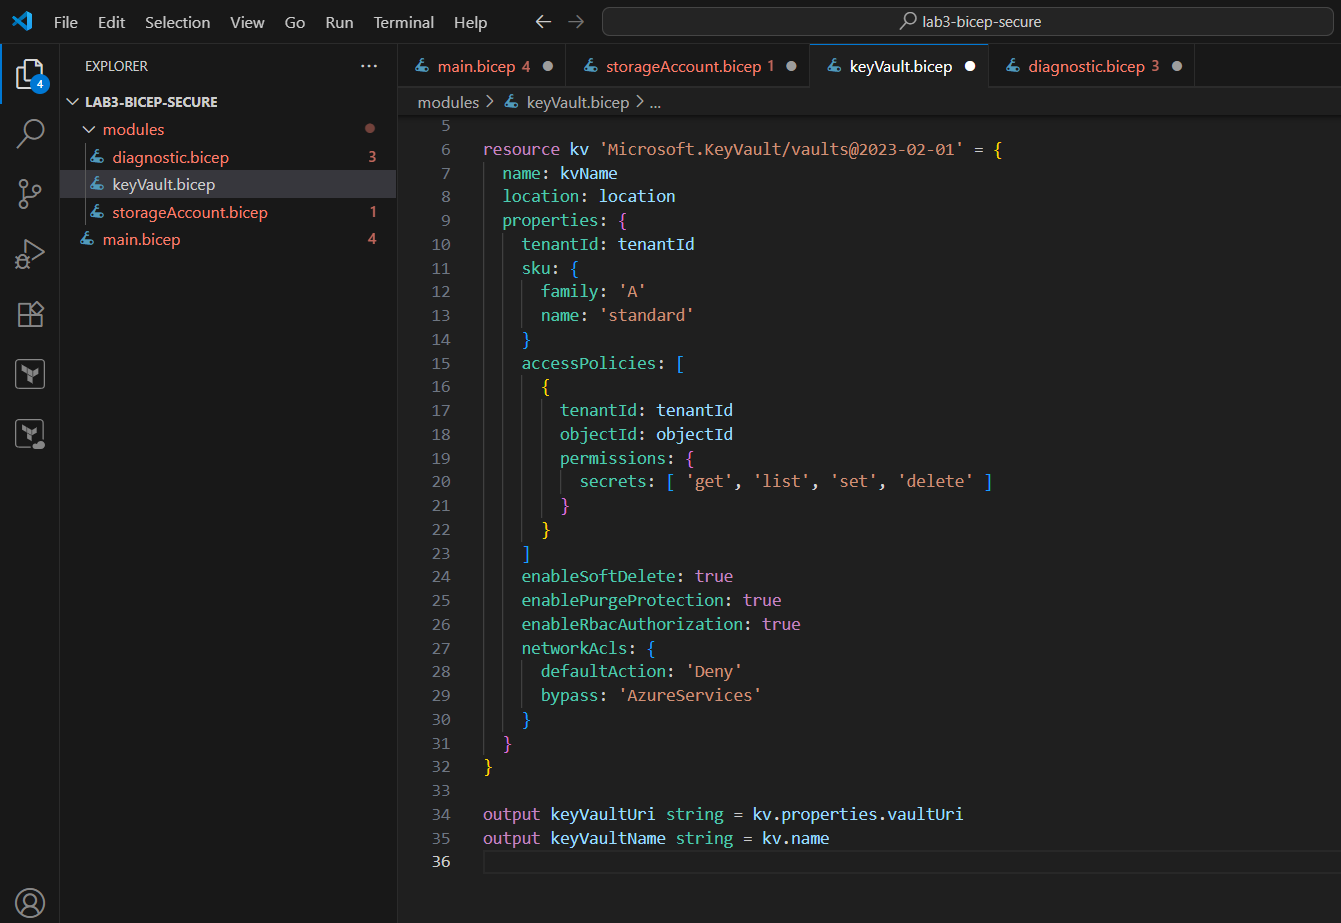 File Edit Selection View Go Run Terminal Help lab3-bicep-secure
EXPLORER ...
main.bicep 4 storageAccount.bicep 1 keyVault.bicep diagnostic.bicep 3
4
LAB3-BICEP-SECURE
modules
diagnostic.bicep 3
keyVault.bicep
storageAccount.bicep 1
main.bicep 4
modules > keyVault.bicep > ...
5
6 resource kv 'Microsoft.KeyVault/vaults@2023-02-01' = {
7 name: kvName
8 location: location
9 properties: {
10 tenantId: tenantId
11 sku: {
12 family: 'A'
13 name: 'standard'
14 }
15 accessPolicies: [
16 {
17 tenantId: tenantId
18 objectId: objectId
19 permissions: {
20 secrets: [ 'get', 'list', 'set', 'delete' ]
21 }
22 }
23 ]
24 enableSoftDelete: true
25 enablePurgeProtection: true
26 enableRbacAuthorization: true
27 networkAcls: {
28 defaultAction: 'Deny'
29 bypass: 'AzureServices'
30 }
31 }
32 }
33
34 output keyVaultUri string = kv.properties.vaultUri
35 output keyVaultName string = kv.name
36